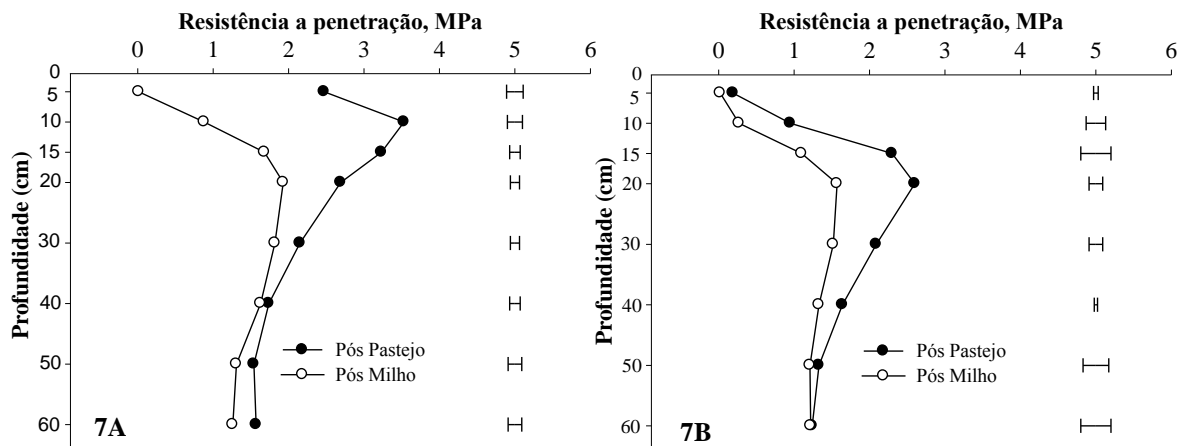 Resistência a penetração, MPa
0 1 2 3 4 5 6
Profundidade (cm)
0
5
10
15
20
30
40
50
60
Pós Pastejo
Pós Milho
7A
Resistência a penetração, MPa
0 1 2 3 4 5 6
Profundidade (cm)
0
5
10
15
20
30
40
50
60
Pós Pastejo
Pós Milho
7B